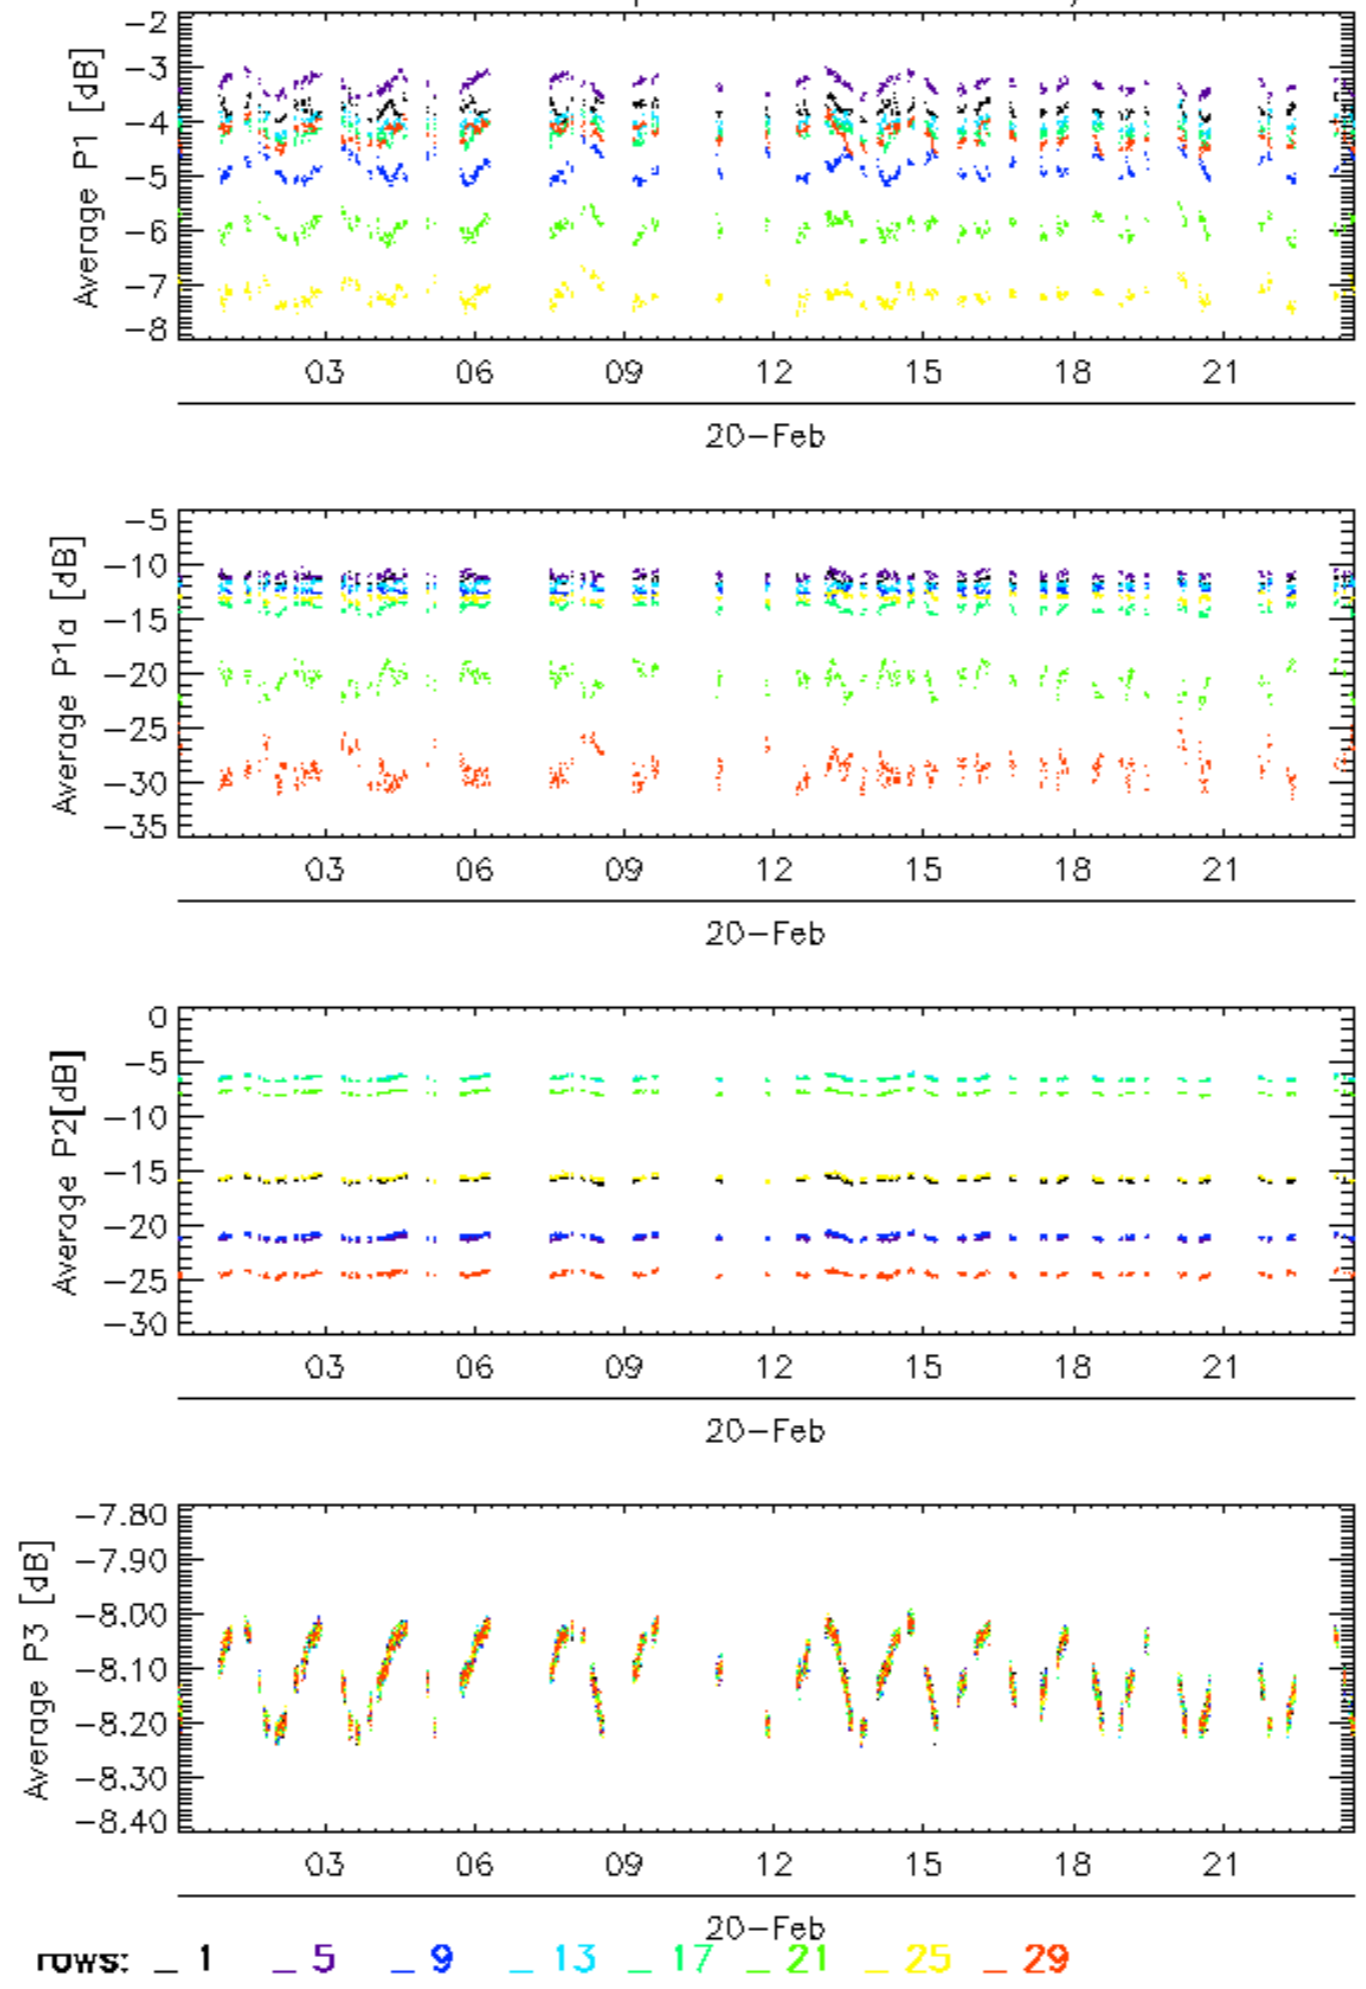 Average P1 [dB]
-2
-3
-4
-5
-6
-7
-8
03 06 09 12 15 18 21
20-Feb
Average P1a [dB]
-5
-10
-15
-20
-25
-30
-35
03 06 09 12 15 18 21
20-Feb
Average P2[dB]
0
-5
-10
-15
-20
-25
-30
03 06 09 12 15 18 21
20-Feb
Average P3 [dB]
-7.80
-7.90
-8.00
-8.10
-8.20
-8.30
-8.40
03 06 09 12 15 18 21
20-Feb
rows: _ 1 _ 5 _ 9 _ 13 _ 17 _ 21 _ 25 _ 29